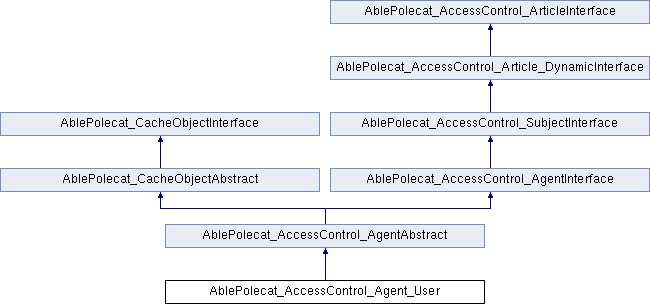 AblePolecat_AccessControl_ArticleInterface
AblePolecat_AccessControl_Article_DynamicInterface
AblePolecat_CacheObjectInterface
AblePolecat_AccessControl_SubjectInterface
AblePolecat_CacheObjectAbstract
AblePolecat_AccessControl_AgentInterface
AblePolecat_AccessControl_AgentAbstract
AblePolecat_AccessControl_Agent_User